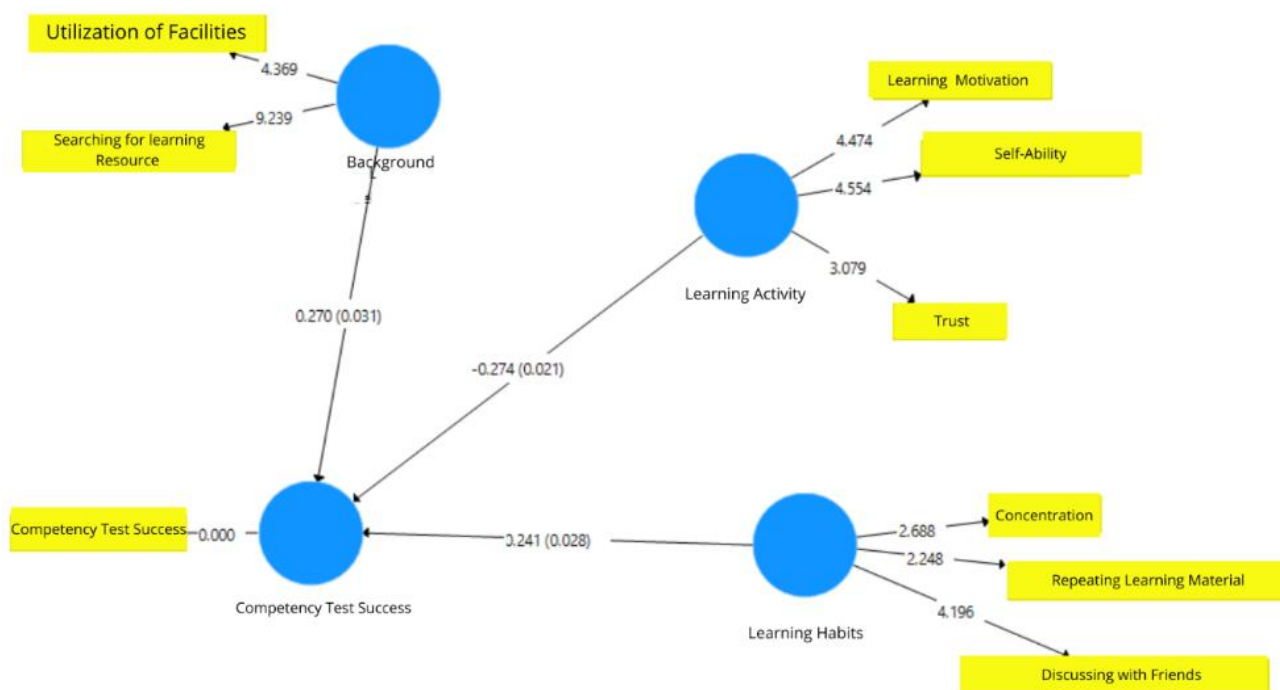 Utilization of Facilities
4.369
9.239
Searching for learning
Resource
Background
Learning Motivation
4.474
Self-Ability
4.554
3.079
Trust
Learning Activity
0.270 (0.031)
-0.274 (0.021)
Competency Test Success
0.000
0.241 (0.028)
Competency Test Success
Concentration
2.688
2.248
Repeating Learning Material
4.196
Learning Habits
Discussing with Friends